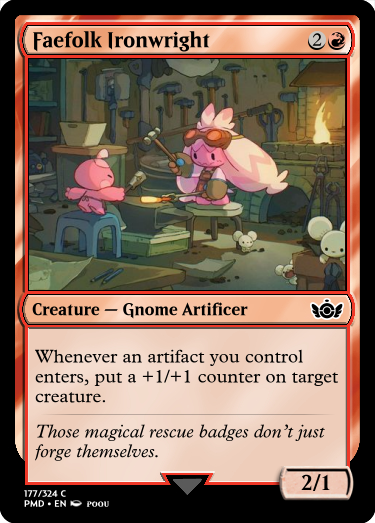 Faefolk Ironwright 2
Creature — Gnome Artificer
Whenever an artifact you control
enters, put a +1/+1 counter on target
creature.
Those magical rescue badges don't just
forge themselves.
2/1
177/324 C
PMD • EN POOU